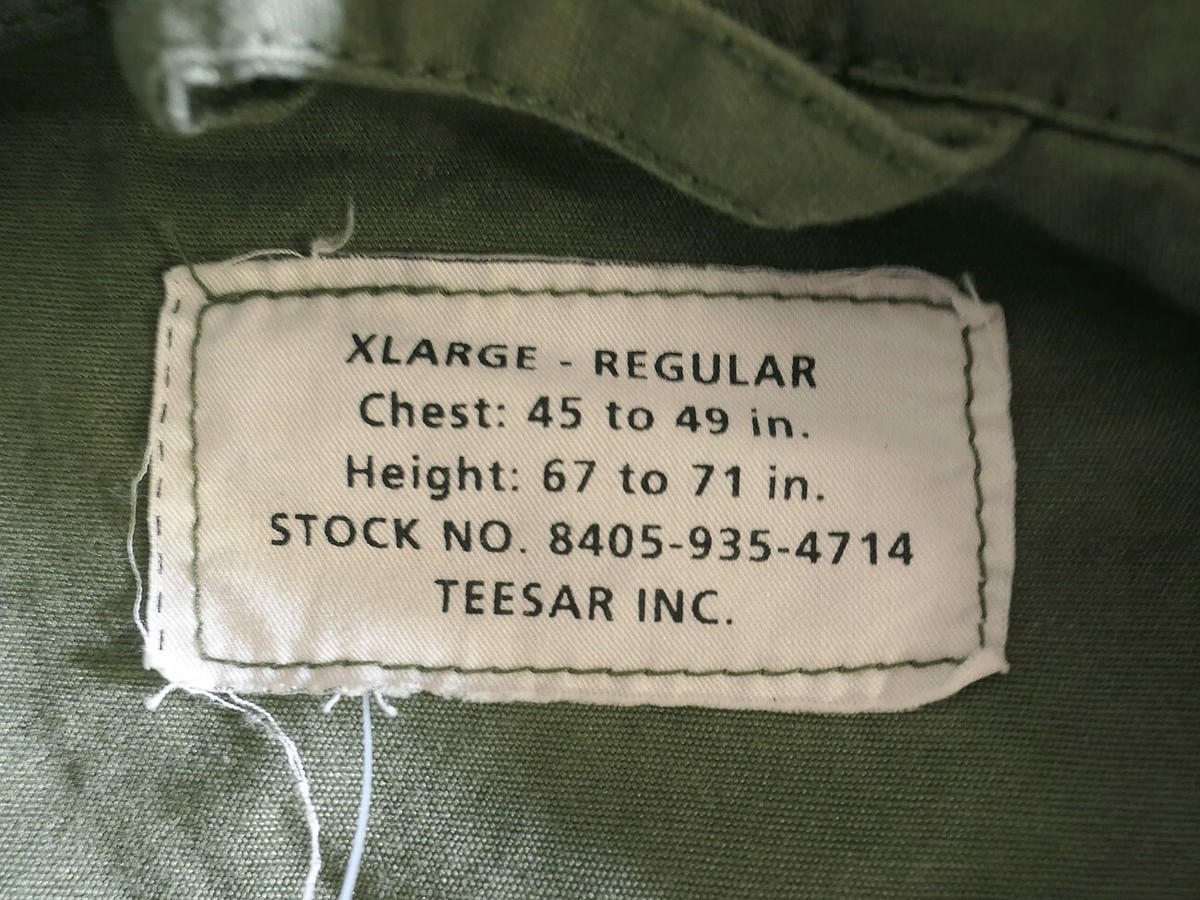 XLARGE - REGULAR
Chest: 45 to 49 in.
Height: 67 to 71 in.
STOCK NO. 8405-935-4714
TEESAR INC.